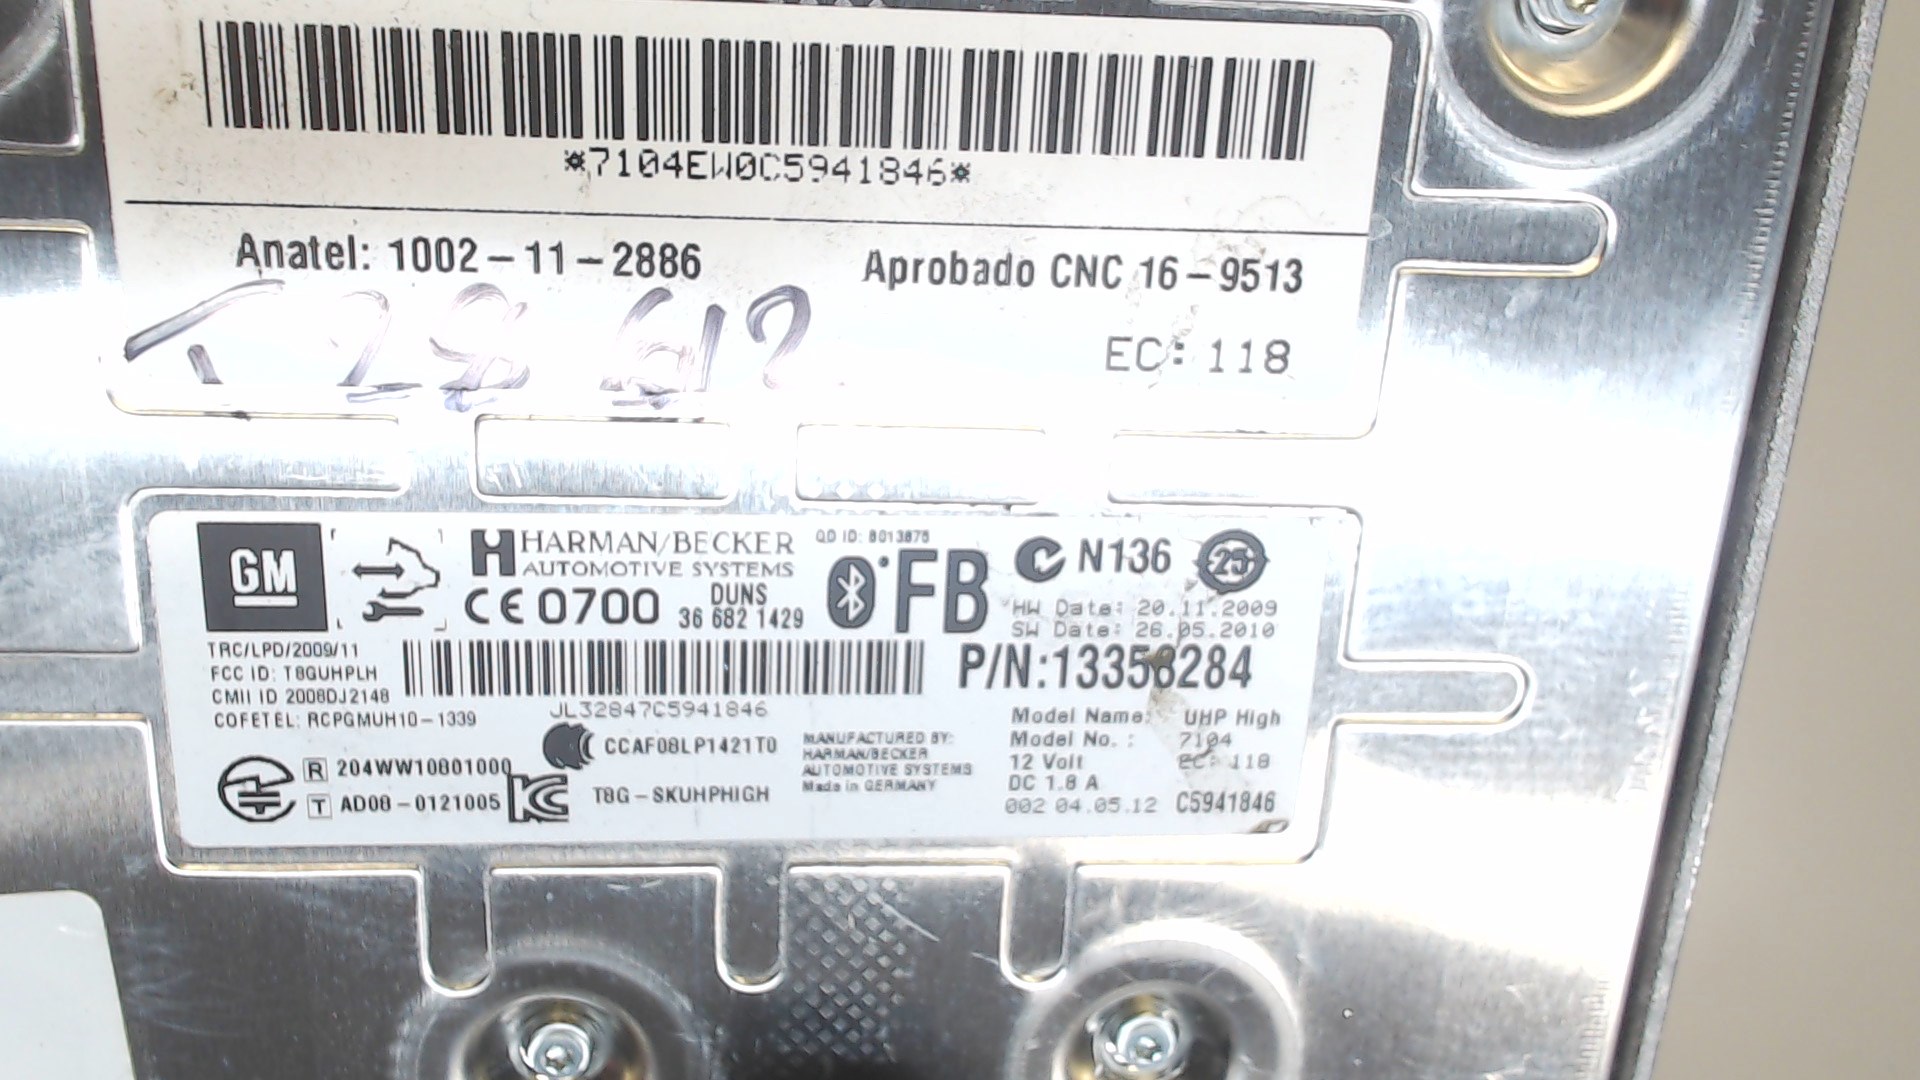 *7104EW0C5941846*
Anatel: 1002-11-2886
Aprobado CNC 16-9513
EC: 118
GM
HARMAN/BECKER
AUTOMOTIVE SYSTEMS
CE 0700
DUNS
36 682 1429
QD ID: B013875
FB
N136
25
HW Date: 20.11.2009
SW Date: 26.05.2010
TRC/LPD/2009/11
FCC ID: T8GUHPLH
CMII ID 2008DJ2148
COFETEL: RCPGMUH10-1339
JL32847C5941846
P/N:13358284
R 204WW10801000
T AD08-0121005
CCAF08LP1421T0
T8G-SKUHPHIGH
MANUFACTURED BY:
HARMAN/BECKER
AUTOMOTIVE SYSTEMS
Made in GERMANY
Model Name: UHP High
Model No.: 7104
12 Volt EC: 118
DC 1.8 A
002 04.05.12 C5941846